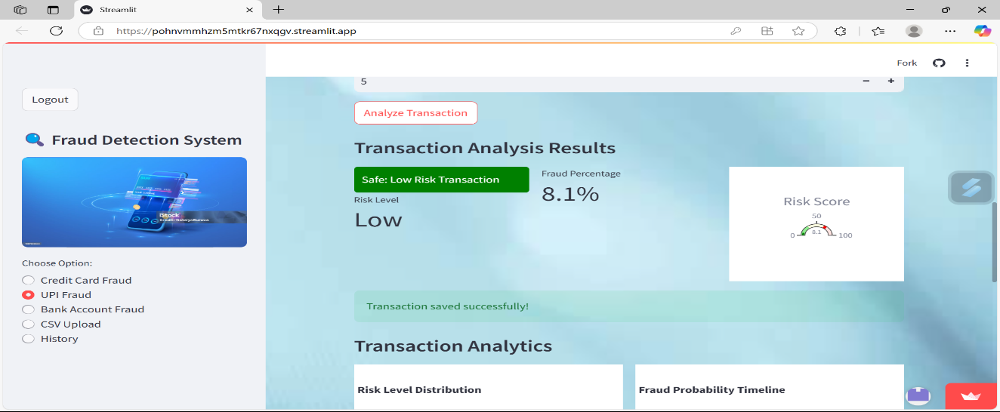 Streamlit
https://pohnvmmhzm5mtkr67nxqgv.streamlit.app
Fork
Logout
Fraud Detection System
iStock
Credit: NatalyaBurova
Choose Option:
Credit Card Fraud
UPI Fraud
Bank Account Fraud
CSV Upload
History
5
Analyze Transaction
Transaction Analysis Results
Safe: Low Risk Transaction
Risk Level
Low
Fraud Percentage
8.1%
Risk Score
50
0 8.1 100
Transaction saved successfully!
Transaction Analytics
Risk Level Distribution
Fraud Probability Timeline